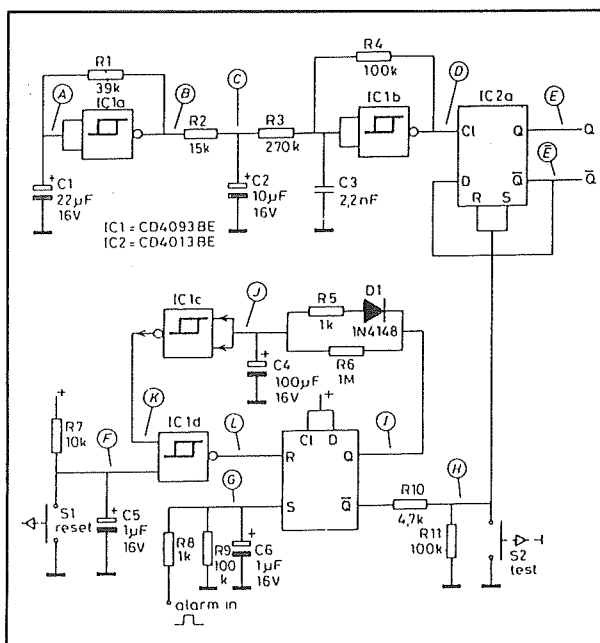 R1
39k
A
IC1a
B
R2
15k
C
R3
270k
R4
100k
IC1b
D
IC2a
E
Cl
Q
Q
E̅
D
Q̅
Q̅
R
S
+
C1
22µF
16V
+
C2
10µF
16V
C3
2,2nF
IC1=CD4093BE
IC2=CD4013BE
IC1c
J
R5
1k
D1
1N4148
R6
1M
+
C4
100µF
16V
+
R7
10k
F
K
IC1d
L
+
Cl
D
R
Q
I
G
S
Q̅
R10
4,7k
H
S1
reset
+
C5
1µF
16V
R8
1k
R9
100
k
+
C6
1µF
16V
R11
100k
S2
test
alarm in